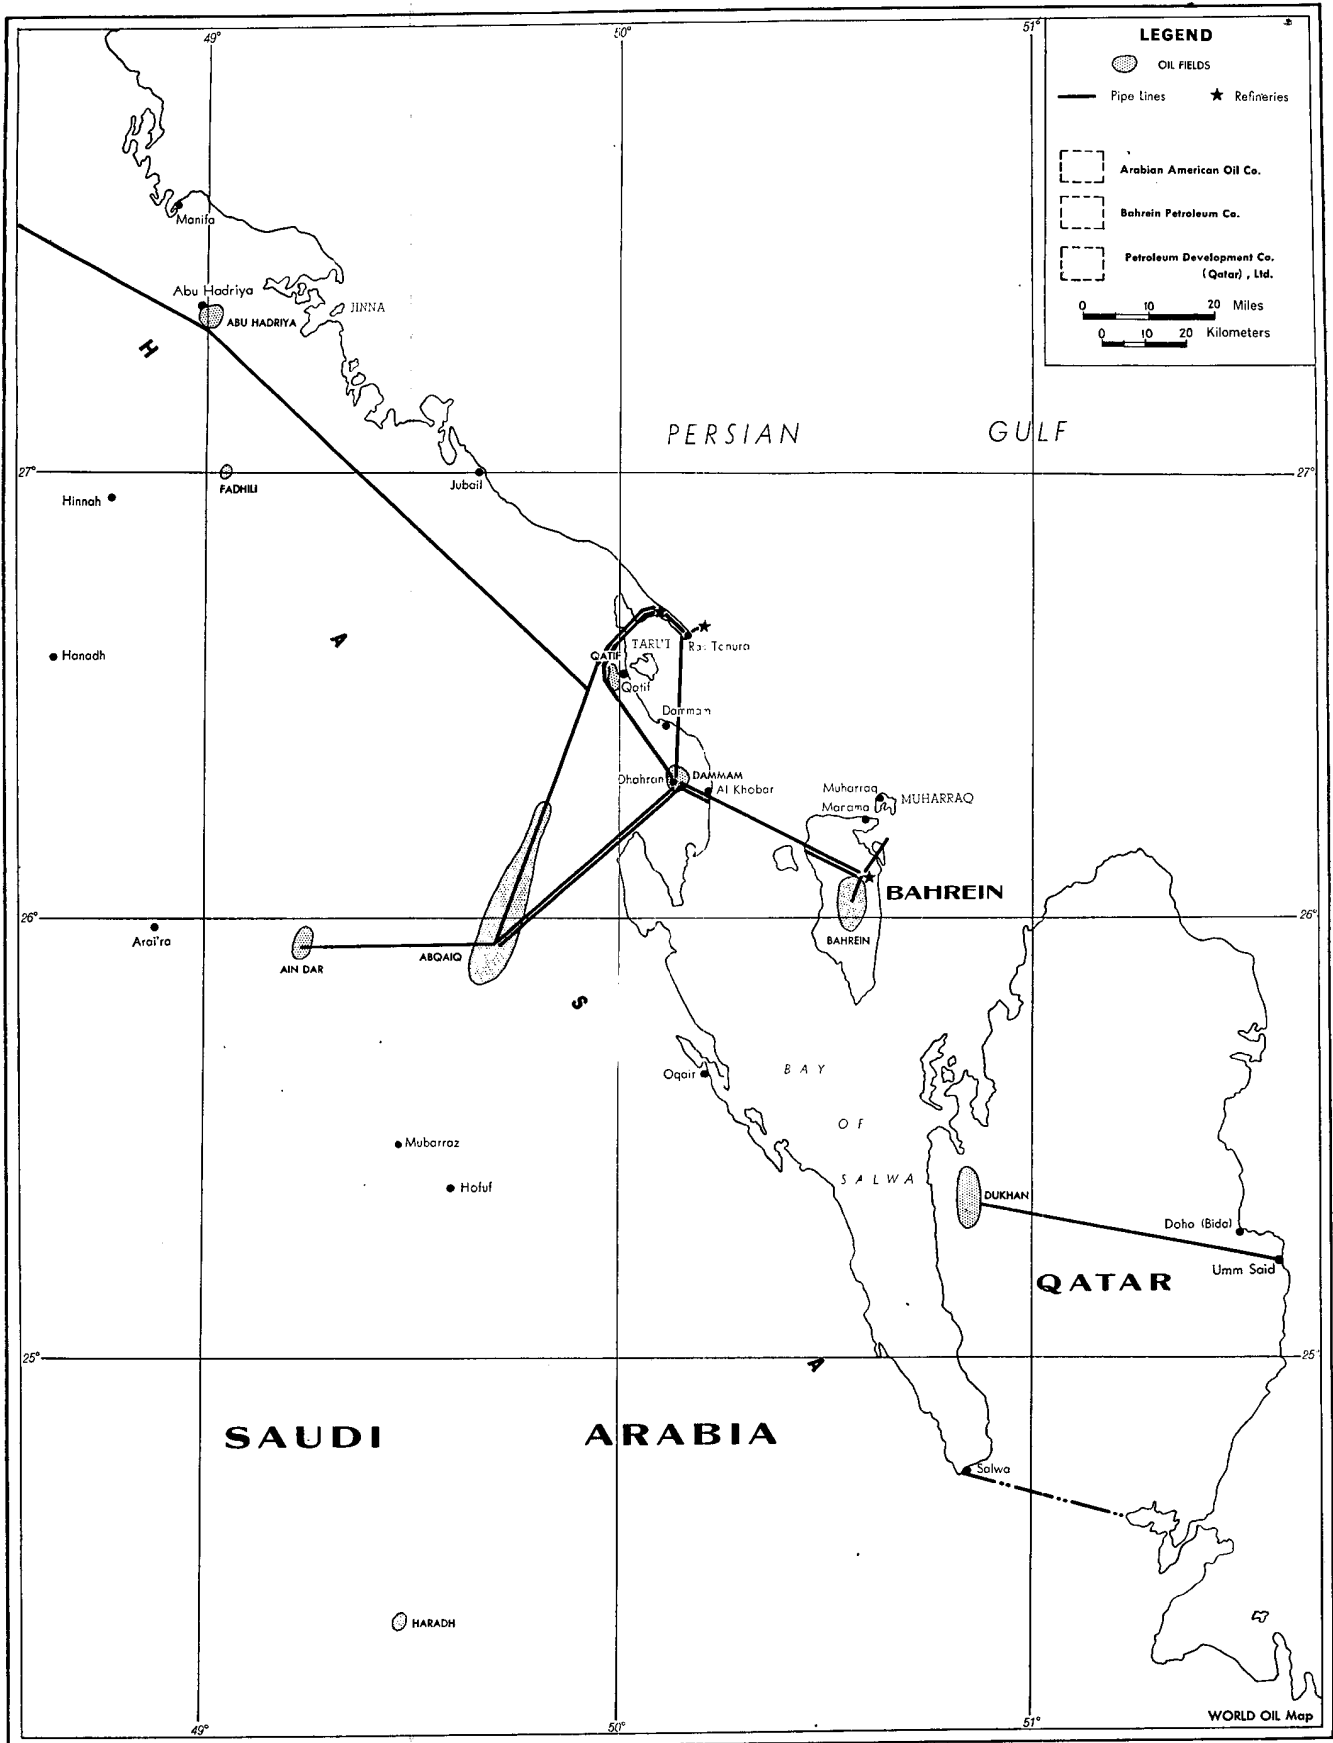 49°
50°
51°
LEGEND
OIL FIELDS
Pipe Lines
Refineries
Arabian American Oil Co.
Bahrein Petroleum Co.
Petroleum Development Co.
(Qatar), Ltd.
0 10 20 Miles
0 10 20 Kilometers
Manifa
Abu Hadriya
ABU HADRIYA
JINNA
H
PERSIAN GULF
27°
27°
Jubail
FADHILI
Hinnah
A
Hanadh
TARUT
Ras Tanura
QATIF
Qatif
Dammam
Dhahran
DAMMAM
Al Khobar
Muharraq
MUHARRAQ
Marama
BAHREIN
26°
26°
Arai'ra
BAHREIN
ABQAIQ
AIN DAR
S
Oqair
BAY
OF
SALWA
Mubarraz
Hofuf
DUKHAN
Doha (Bida)
Umm Said
QATAR
25°
25°
A
SAUDI ARABIA
Salwa
HARADH
49°
50°
51°
WORLD OIL Map